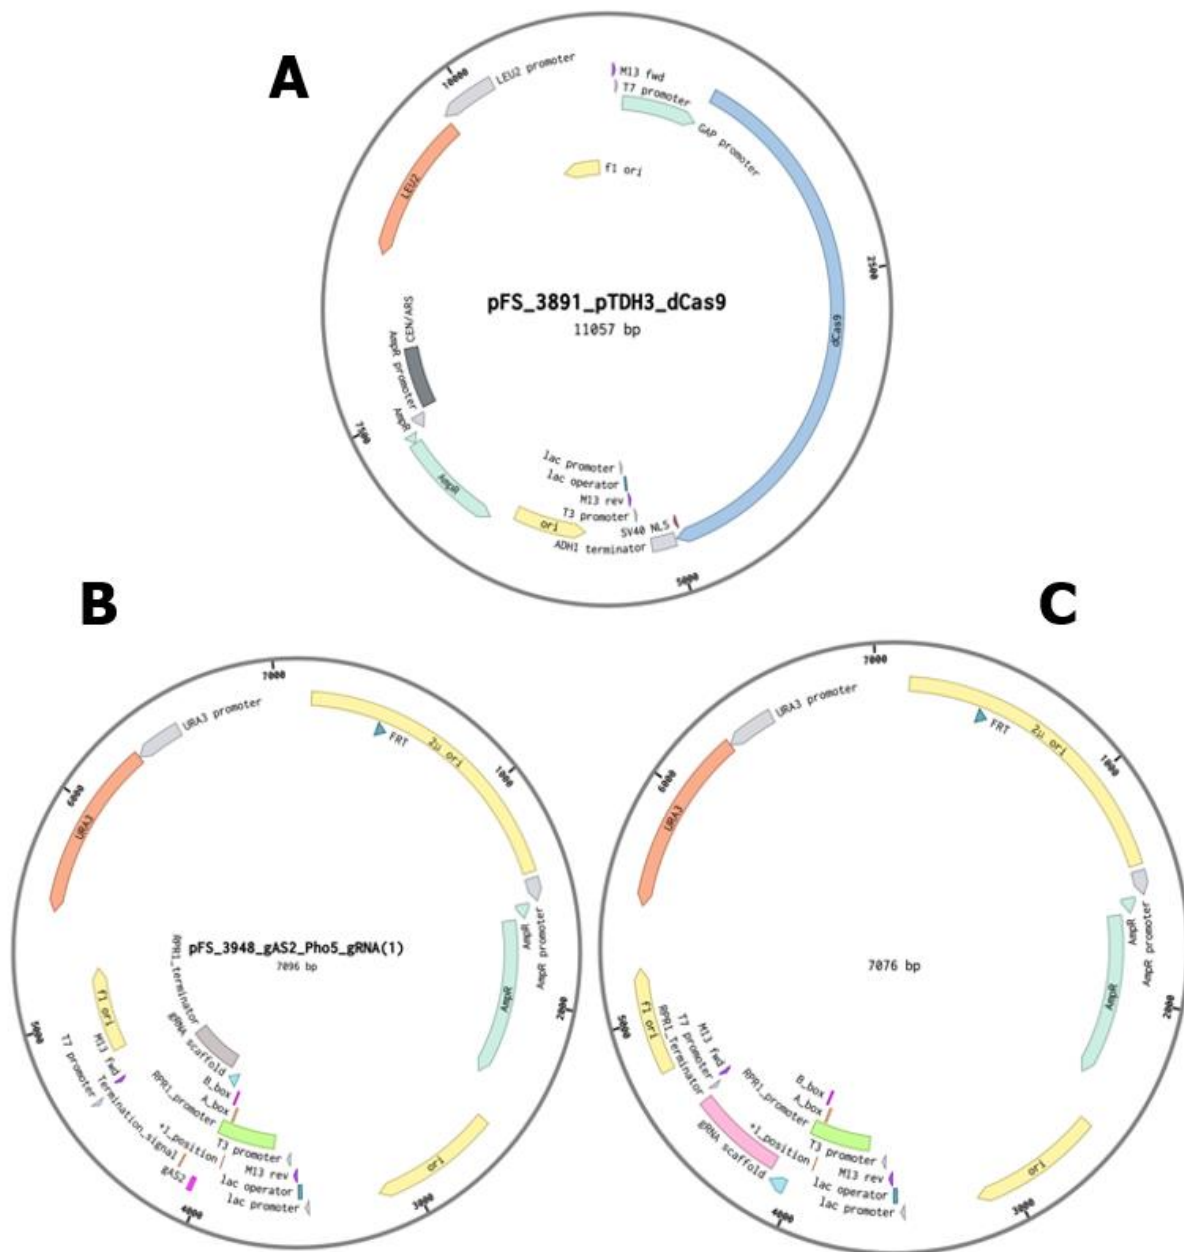 A
10000
LEU2 promoter
M13 fwd
T7 promoter
GAP promoter
f1 ori
LEU2
2500
pFS_3891_pTDH3_dCas9
11057 bp
dCas9
CEN/ARS
AmpR promoter
AmpR
7500
AmpR
lac promoter
lac operator
M13 rev
T3 promoter
ori
SV40 NLS
ADH1 terminator
5000
B
7000
URA3 promoter
FRT
2μ ori
1000
6000
URA3
AmpR promoter
AmpR
pFS_3948_gAS2_Pho5_gRNA(1)
7096 bp
RPR1_terminator
AmpR
2000
f1 ori
5000
gRNA scaffold
M13 fwd
T7 promoter
B_box
A_box
RPR1_promoter
Termination_signal
+1_position
T3 promoter
gAS2
M13 rev
lac operator
lac promoter
ori
4000
3000
C
7000
URA3 promoter
FRT
2μ ori
1000
6000
URA3
AmpR promoter
AmpR
7076 bp
AmpR
2000
f1 ori
5000
M13 fwd
T7 promoter
RPR1_Terminator
B_box
A_box
RPR1_promoter
gRNA scaffold
+1_position
T3 promoter
M13 rev
lac operator
lac promoter
ori
4000
3000